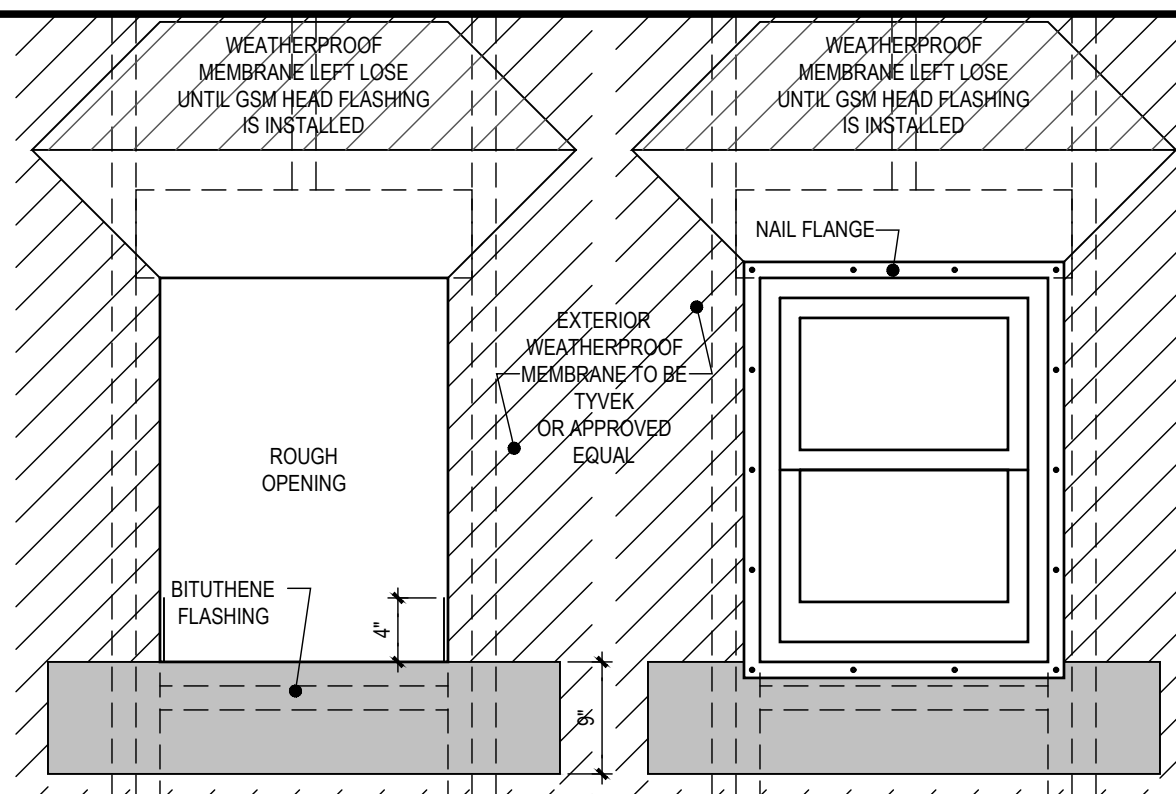 WEATHERPROOF
MEMBRANE LEFT LOSE
UNTIL GSM HEAD FLASHING
IS INSTALLED
WEATHERPROOF
MEMBRANE LEFT LOSE
UNTIL GSM HEAD FLASHING
IS INSTALLED
NAIL FLANGE
EXTERIOR
WEATHERPROOF
MEMBRANE TO BE
TYVEK
OR APPROVED
EQUAL
ROUGH
OPENING
BITUTHENE
FLASHING
4"
9"